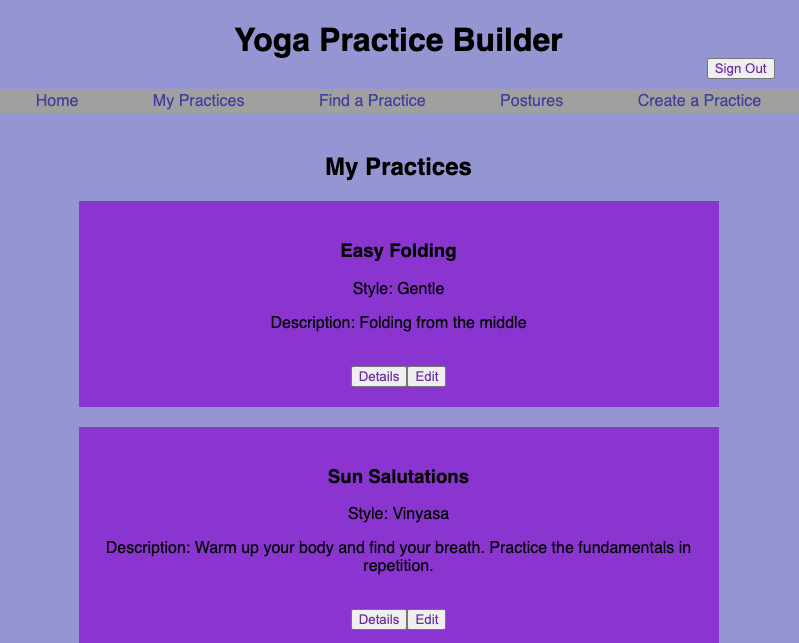 Yoga Practice Builder
Sign Out
Home My Practices Find a Practice Postures Create a Practice
My Practices
Easy Folding
Style: Gentle
Description: Folding from the middle
Details Edit
Sun Salutations
Style: Vinyasa
Description: Warm up your body and find your breath. Practice the fundamentals in
repetition.
Details Edit